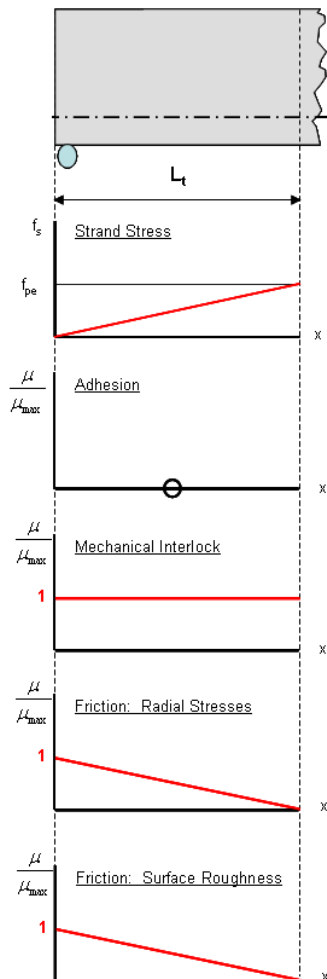 Lt
fs
Strand Stress
fpe
x
μ
μmax
Adhesion
x
μ
μmax
Mechanical Interlock
1
x
μ
μmax
Friction: Radial Stresses
1
x
μ
μmax
Friction: Surface Roughness
1
x